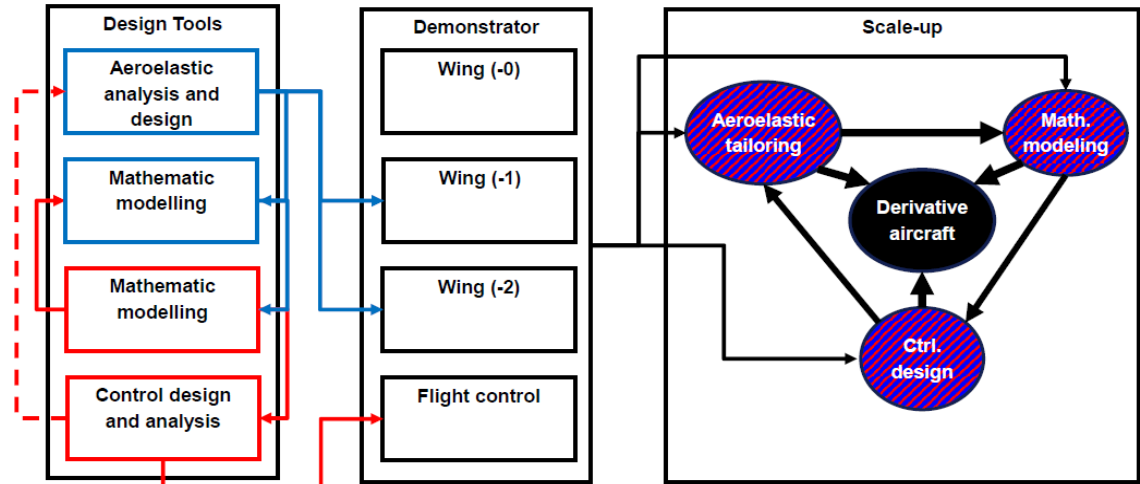 Design Tools
Aeroelastic
analysis and
design
Mathematic
modelling
Mathematic
modelling
Control design
and analysis
Demonstrator
Wing (-0)
Wing (-1)
Wing (-2)
Flight control
Scale-up
Aeroelastic
tailoring
Math.
modeling
Derivative
aircraft
Ctrl.
design